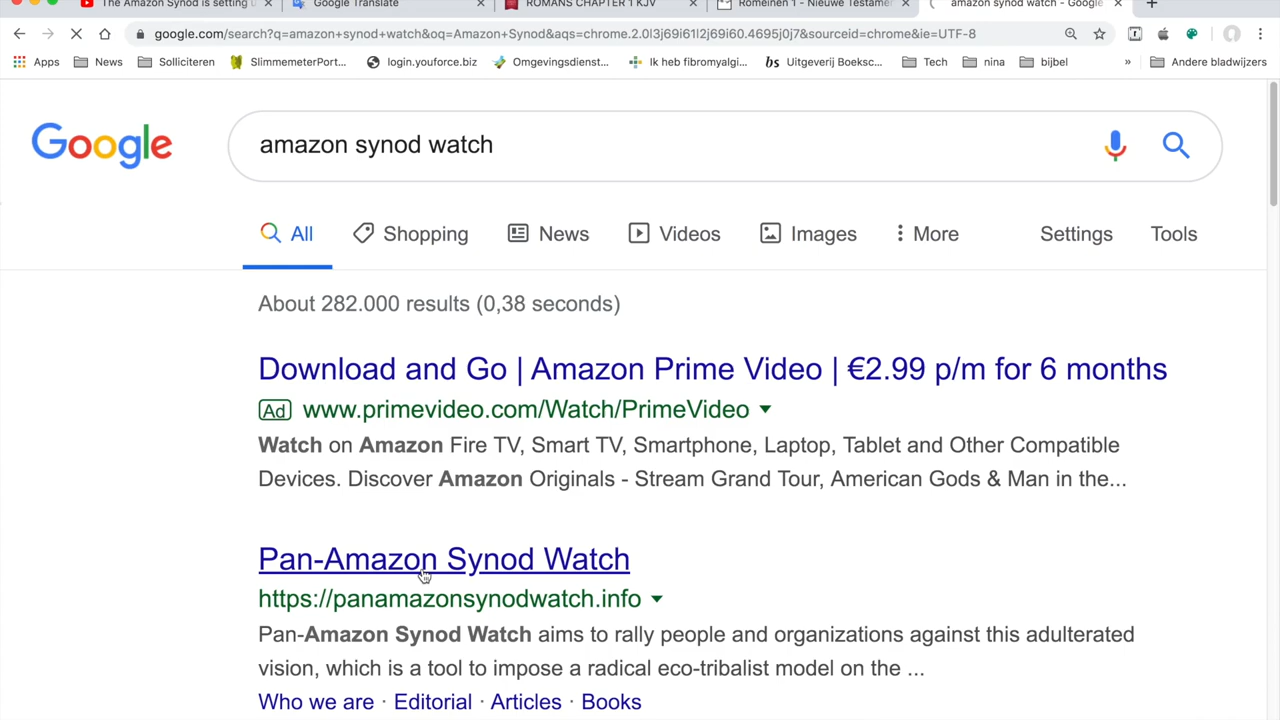 The Amazon Synod is setting u
Google Translate
ROMANS CHAPTER 1 KJV
Romeinen 1 - Nieuwe Testamen
amazon synod watch - Google
google.com/search?q=amazon+synod+watch&oq=Amazon+Synod&aqs=chrome.2.0l3j69i61l2j69i60.4695j0j7&sourceid=chrome&ie=UTF-8
Apps News Solliciteren SlimmemeterPort... login.youforce.biz Omgevingsdienst... Ik heb fibromyalgi... bs Uitgeverij Boeksc... Tech nina bijbel » Andere bladwijzers
Google
amazon synod watch
All Shopping News Videos Images More Settings Tools
About 282.000 results (0,38 seconds)
Download and Go | Amazon Prime Video | €2.99 p/m for 6 months
Ad www.primevideo.com/Watch/PrimeVideo
Watch on Amazon Fire TV, Smart TV, Smartphone, Laptop, Tablet and Other Compatible
Devices. Discover Amazon Originals - Stream Grand Tour, American Gods & Man in the...
Pan-Amazon Synod Watch
https://panamazonsynodwatch.info
Pan-Amazon Synod Watch aims to rally people and organizations against this adulterated
vision, which is a tool to impose a radical eco-tribalist model on the ...
Who we are · Editorial · Articles · Books